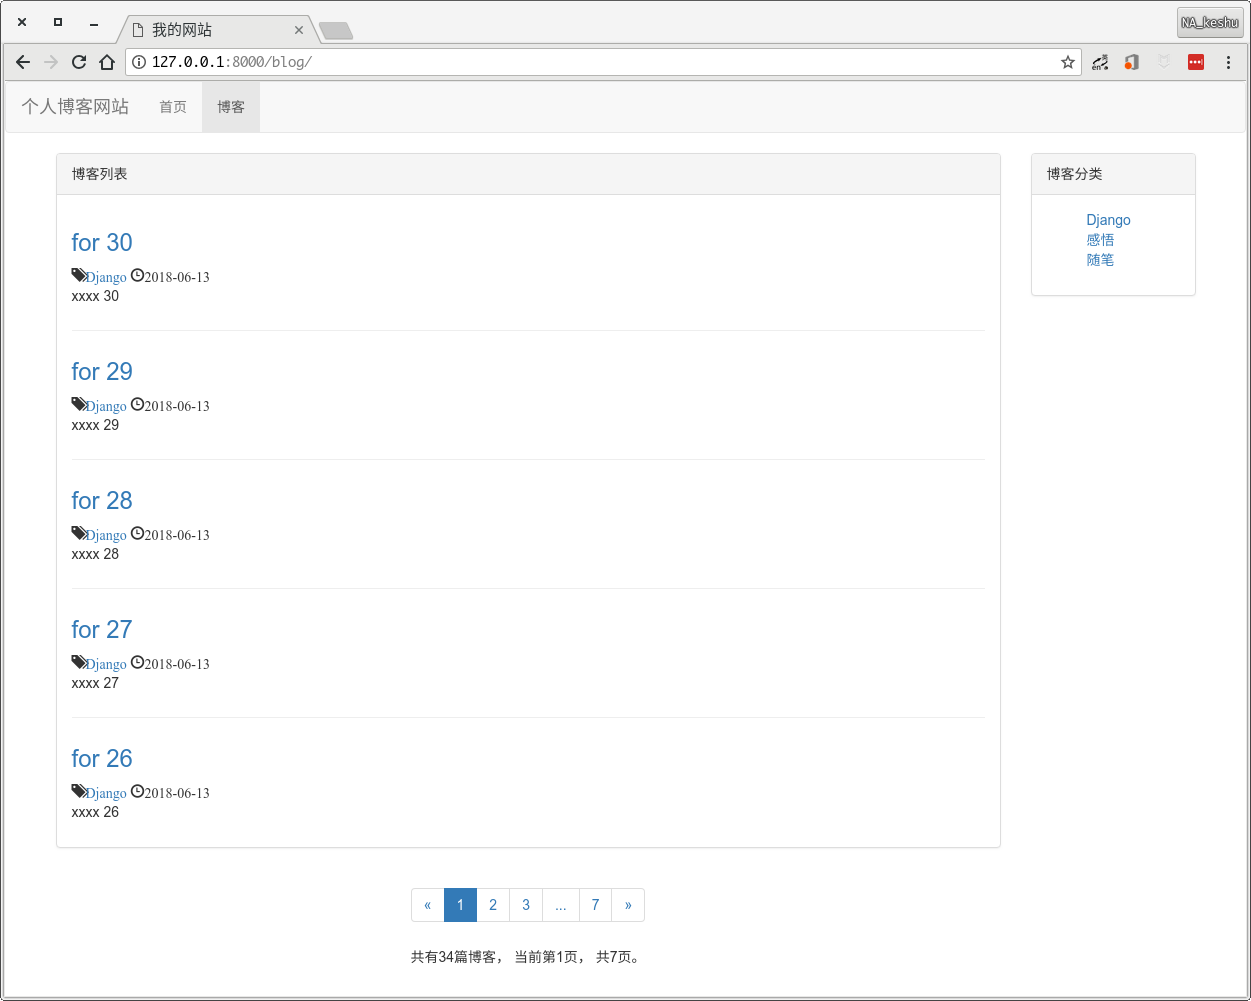 我的网站
NA_keshu
127.0.0.1:8000/blog/
个人博客网站 首页 博客
博客列表
for 30
Django 2018-06-13
xxxx 30
for 29
Django 2018-06-13
xxxx 29
for 28
Django 2018-06-13
xxxx 28
for 27
Django 2018-06-13
xxxx 27
for 26
Django 2018-06-13
xxxx 26
博客分类
Django
感悟
随笔
« 1 2 3 ... 7 »
共有34篇博客， 当前第1页， 共7页。